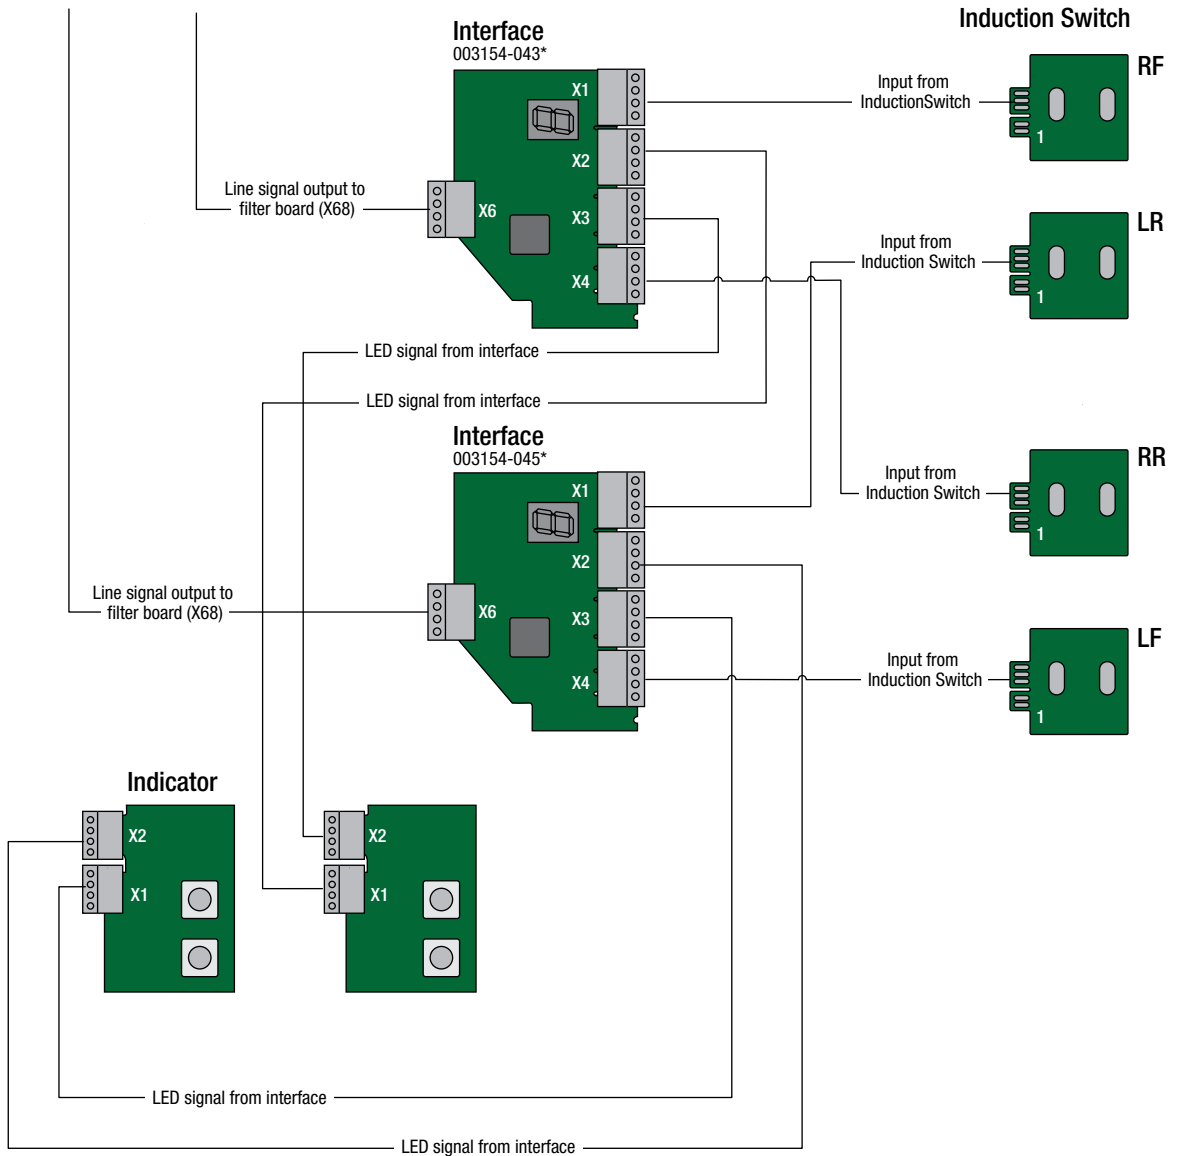 Induction Switch
Interface
003154-043*
X1
X2
X3
X4
X6
Line signal output to
filter board (X68)
Input from
InductionSwitch
1
RF
Input from
Induction Switch
1
LR
LED signal from interface
LED signal from interface
Interface
003154-045*
X1
X2
X3
X4
X6
Line signal output to
filter board (X68)
Input from
Induction Switch
1
RR
Input from
Induction Switch
1
LF
Indicator
X2
X1
X2
X1
LED signal from interface
LED signal from interface